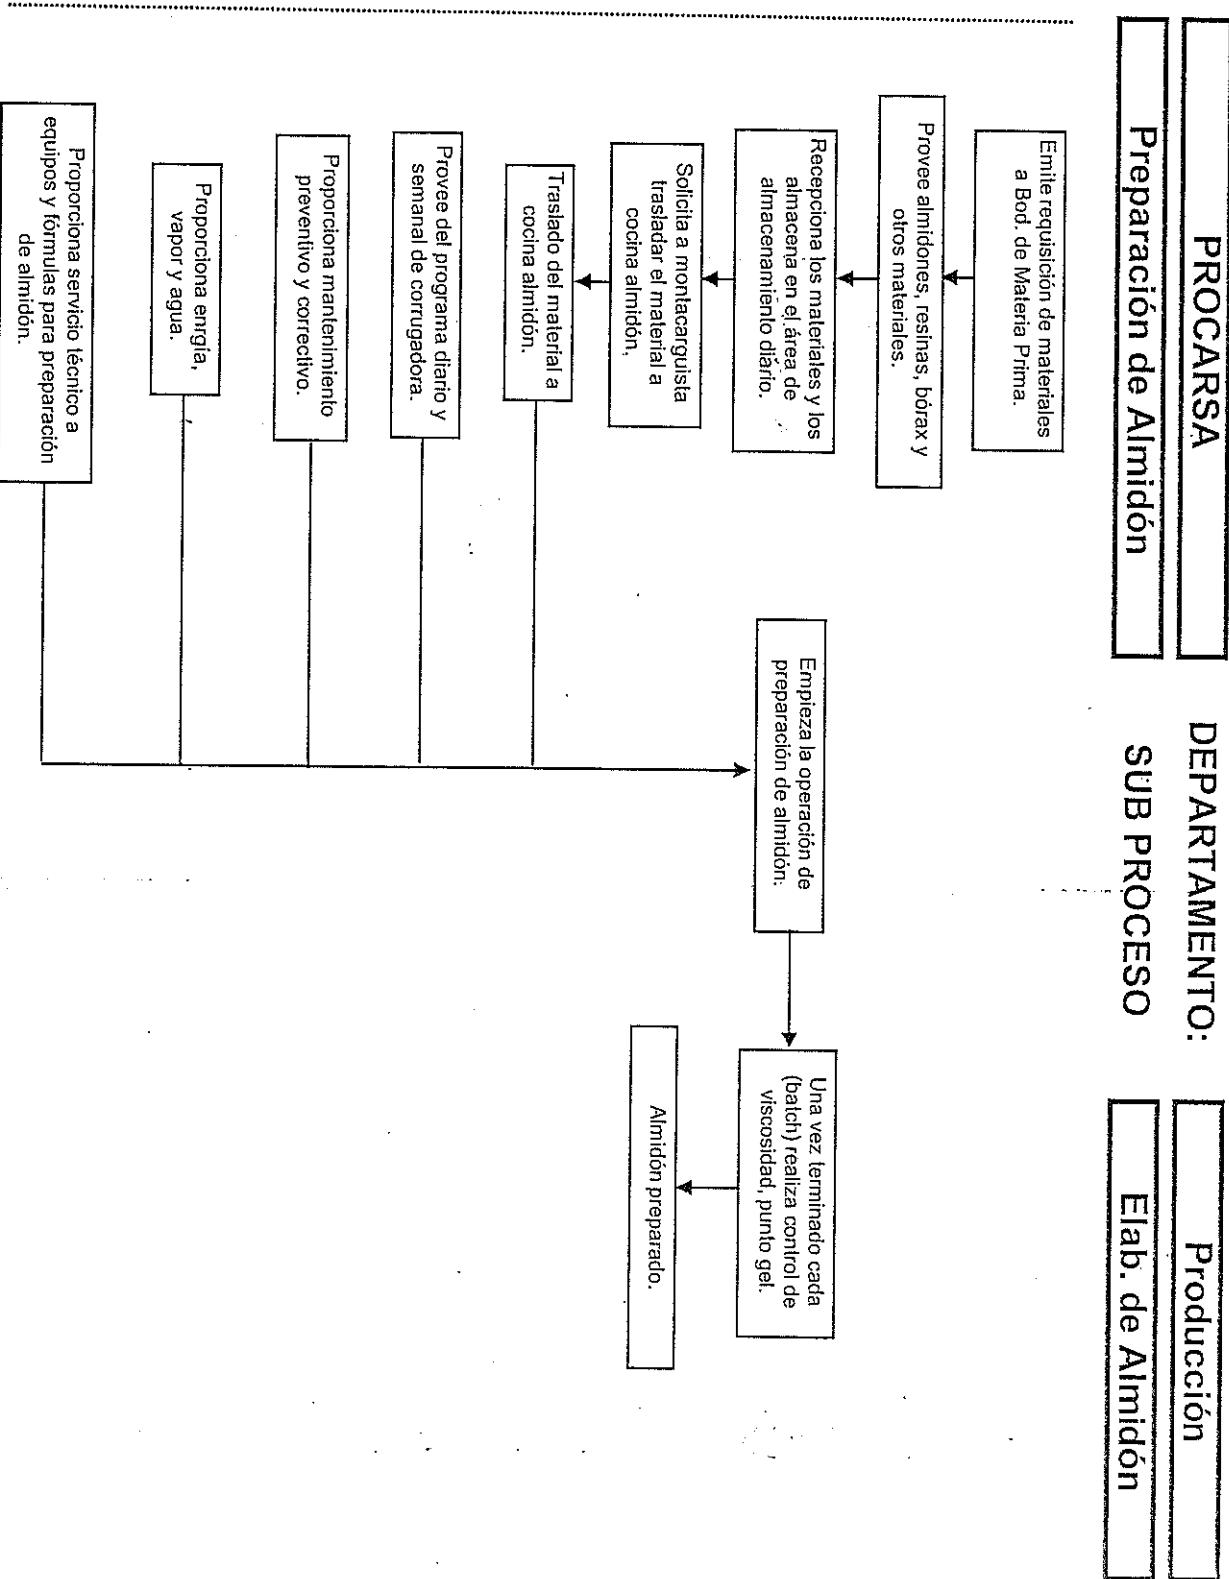 PROCARSA
DEPARTAMENTO:
Producción
Preparación de Almidón
SUB PROCESO
Elab. de Almidón
Emite requisición de materiales
a Bod. de Materia Prima.
Provee almidones, resinas, bórax y
otros materiales.
Recepciona los materiales y los
almacena en el área de
almacenamiento diário.
Solicita a montacarguista
trasladar el material a
cocina almidón,
Traslado del material a
cocina almidón.
Provee del programa diario y
semanal de corrugadora.
Proporciona mantenimiento
preventivo y correctivo.
Proporciona enrgía,
vapor y agua.
Proporciona servicio técnico a
equipos y fórmulas para preparación
de almidón.
Empieza la operación de
preparación de almidón:
Una vez terminado cada
(batch) realiza control de
viscosidad, punto gel.
Almidón preparado.